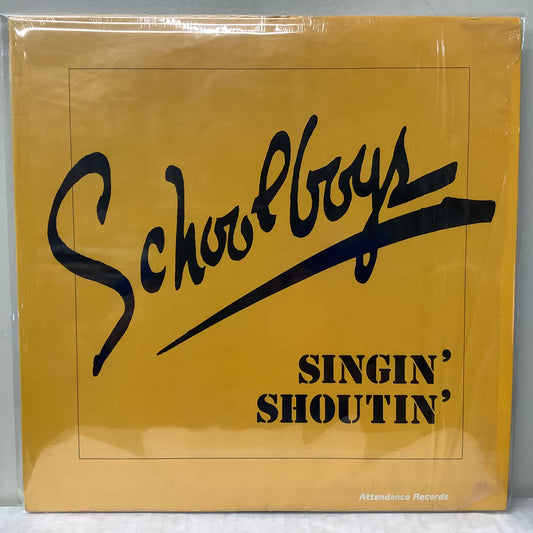 Schoolboys
SINGIN'
SHOUTIN'
Attendance Records